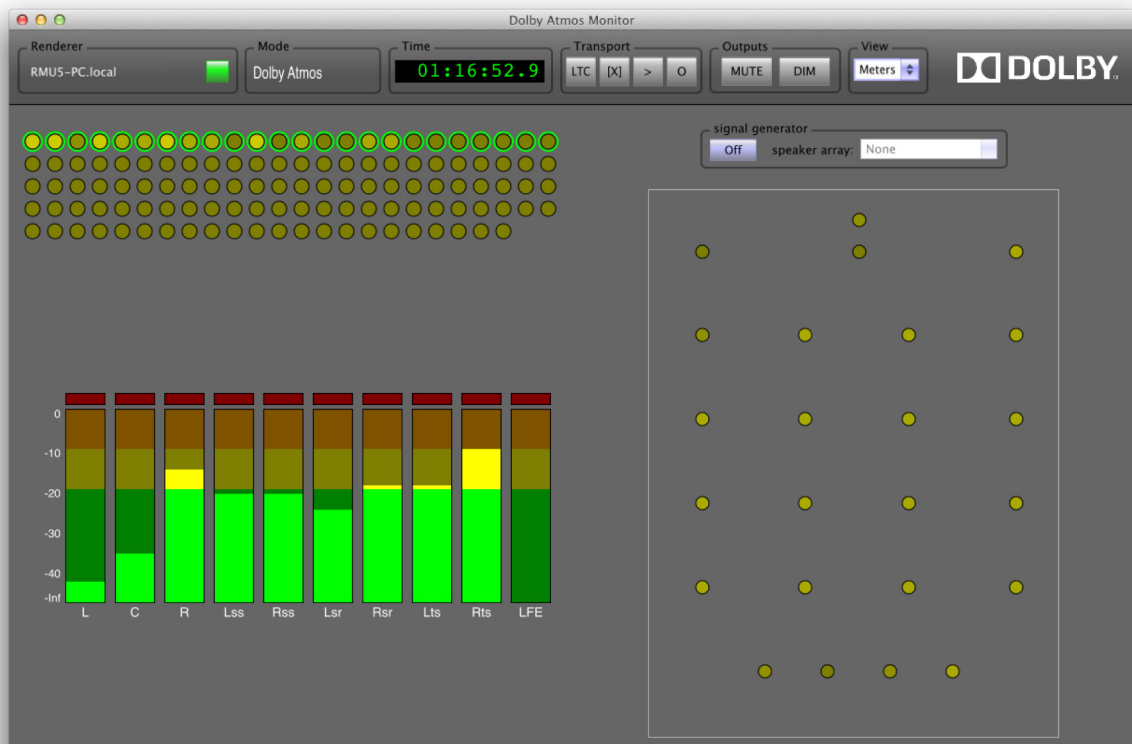 Dolby Atmos Monitor
Renderer
RMU5-PC.local
Mode
Dolby Atmos
Time
01:16:52.9
Transport
LTC [X] > O
Outputs
MUTE DIM
View
Meters
DOLBY
signal generator
Off speaker array: None
0
-10
-20
-30
-40
-Inf
L C R Lss Rss Lsr Rsr Lts Rts LFE